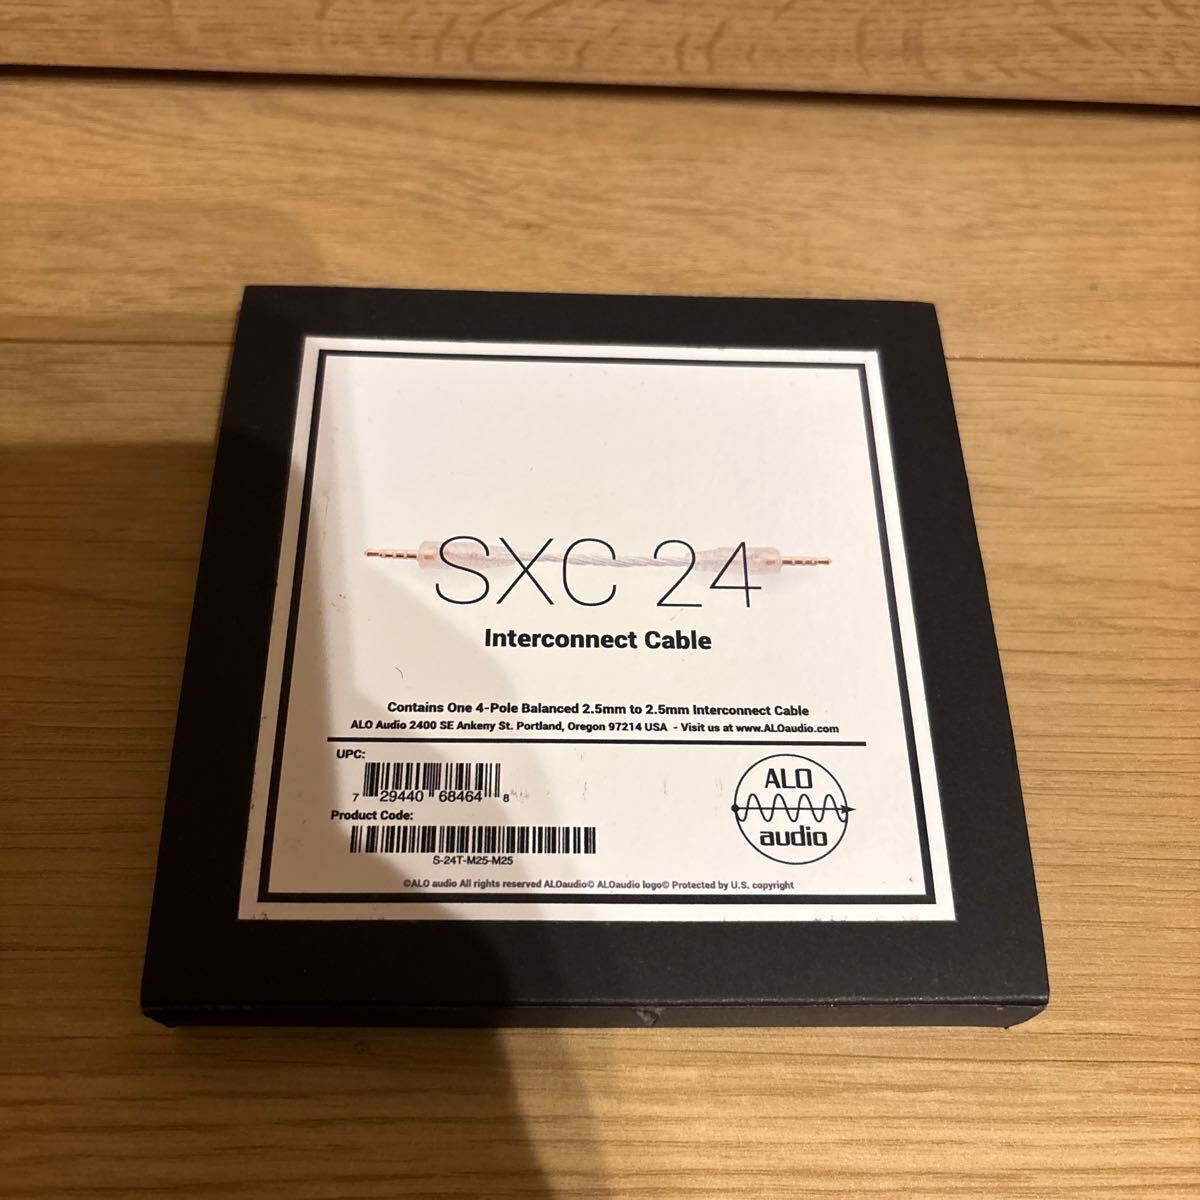 SXC 24
Interconnect Cable
Contains One 4-Pole Balanced 2.5mm to 2.5mm Interconnect Cable
ALO Audio 2400 SE Ankeny St. Portland, Oregon 97214 USA - Visit us at www.ALOaudio.com
UPC:
7 29440 68464 8
Product Code:
S-24T-M25-M25
ALO
audio
©ALO audio All rights reserved ALOaudio© ALOaudio logo© Protected by U.S. copyright